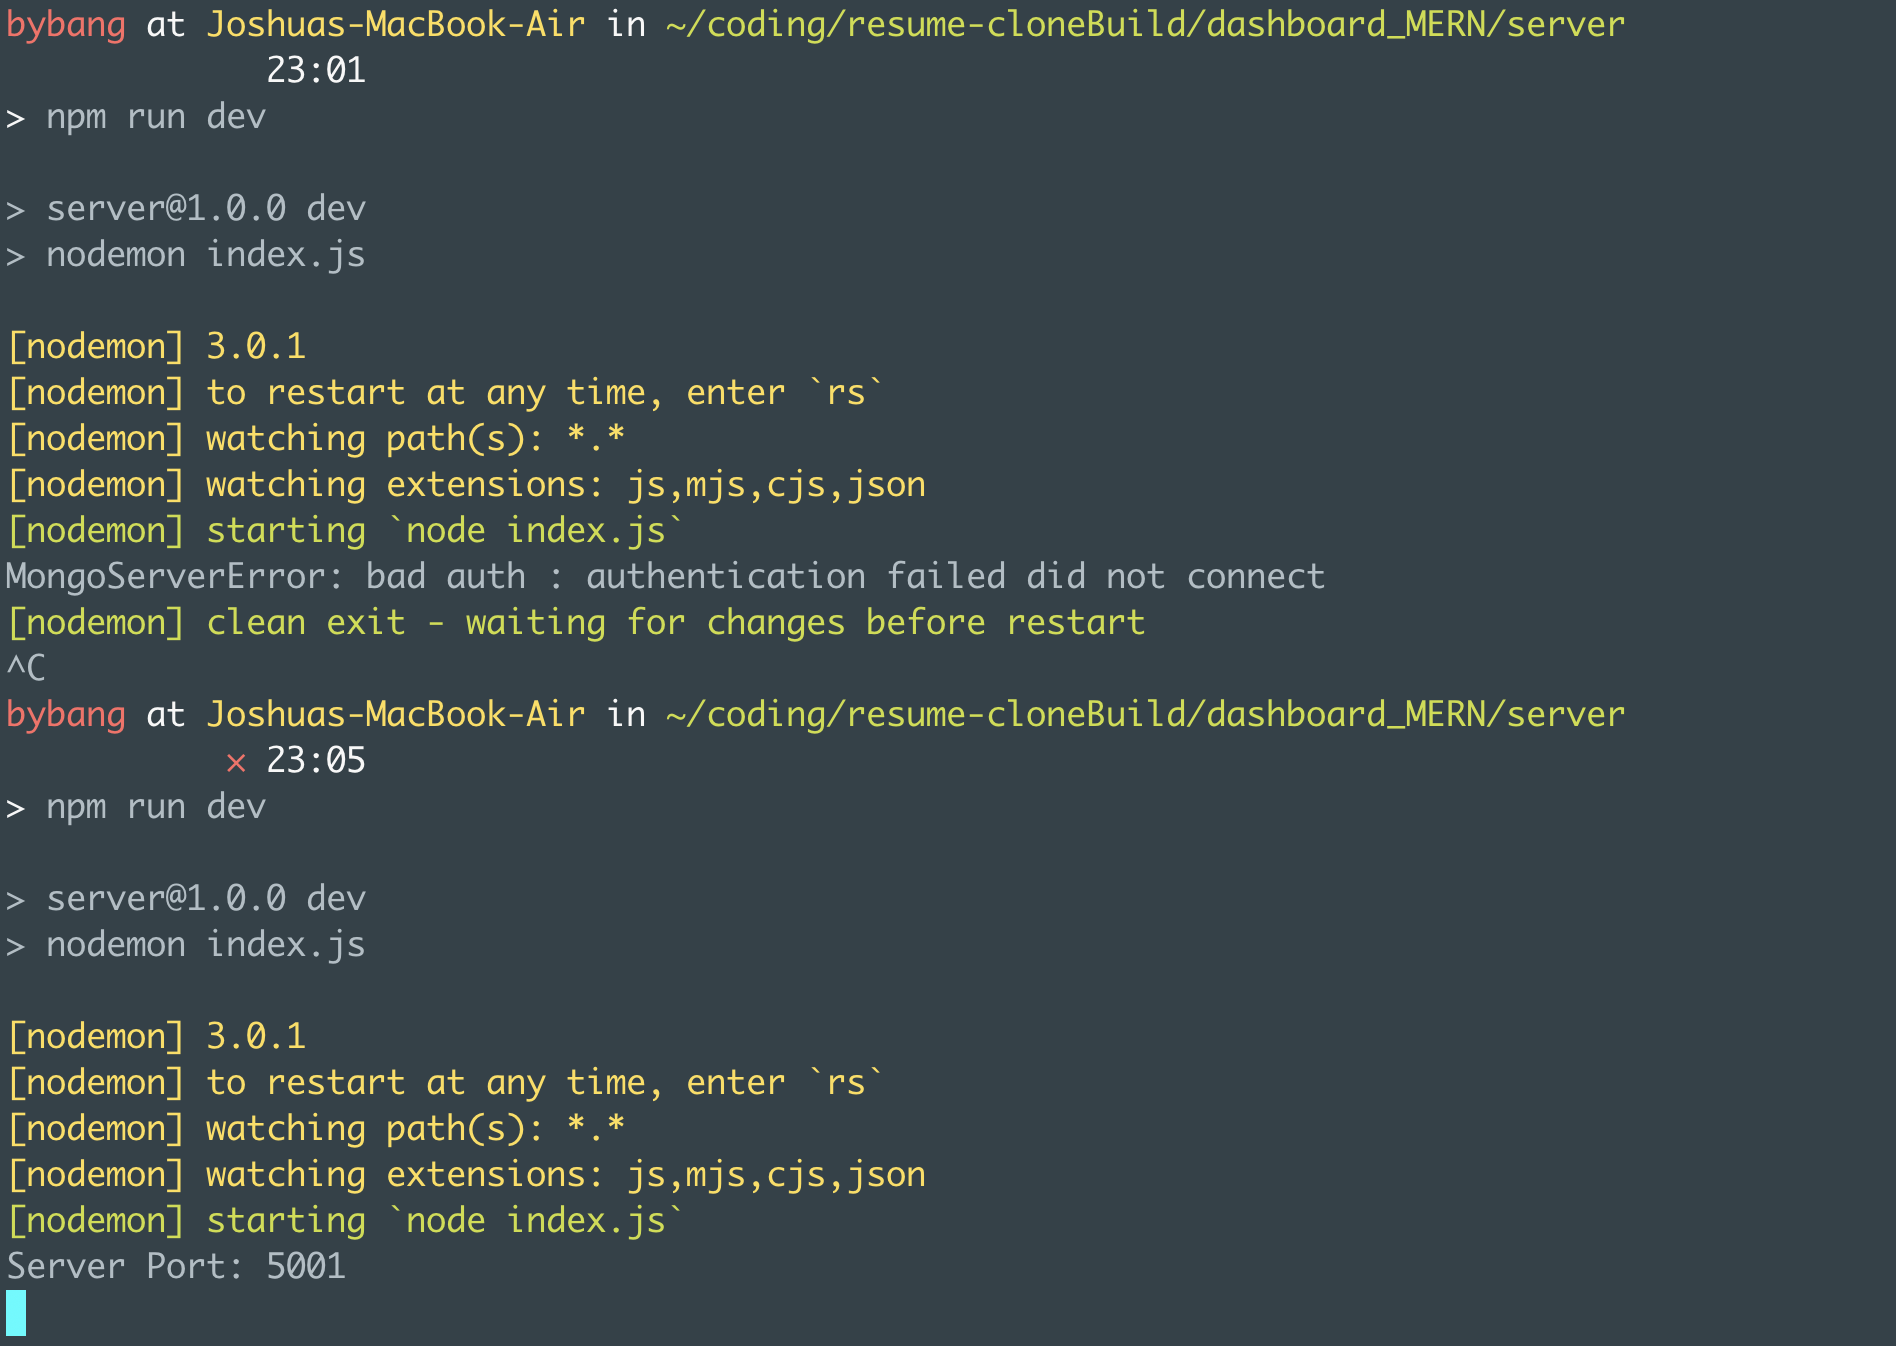 bybang at Joshuas-MacBook-Air in ~/coding/resume-cloneBuild/dashboard_MERN/server
23:01
> npm run dev
> server@1.0.0 dev
> nodemon index.js
[nodemon] 3.0.1
[nodemon] to restart at any time, enter `rs`
[nodemon] watching path(s): *.*
[nodemon] watching extensions: js,mjs,cjs,json
[nodemon] starting `node index.js`
MongoServerError: bad auth : authentication failed did not connect
[nodemon] clean exit - waiting for changes before restart
^C
bybang at Joshuas-MacBook-Air in ~/coding/resume-cloneBuild/dashboard_MERN/server
× 23:05
> npm run dev
> server@1.0.0 dev
> nodemon index.js
[nodemon] 3.0.1
[nodemon] to restart at any time, enter `rs`
[nodemon] watching path(s): *.*
[nodemon] watching extensions: js,mjs,cjs,json
[nodemon] starting `node index.js`
Server Port: 5001